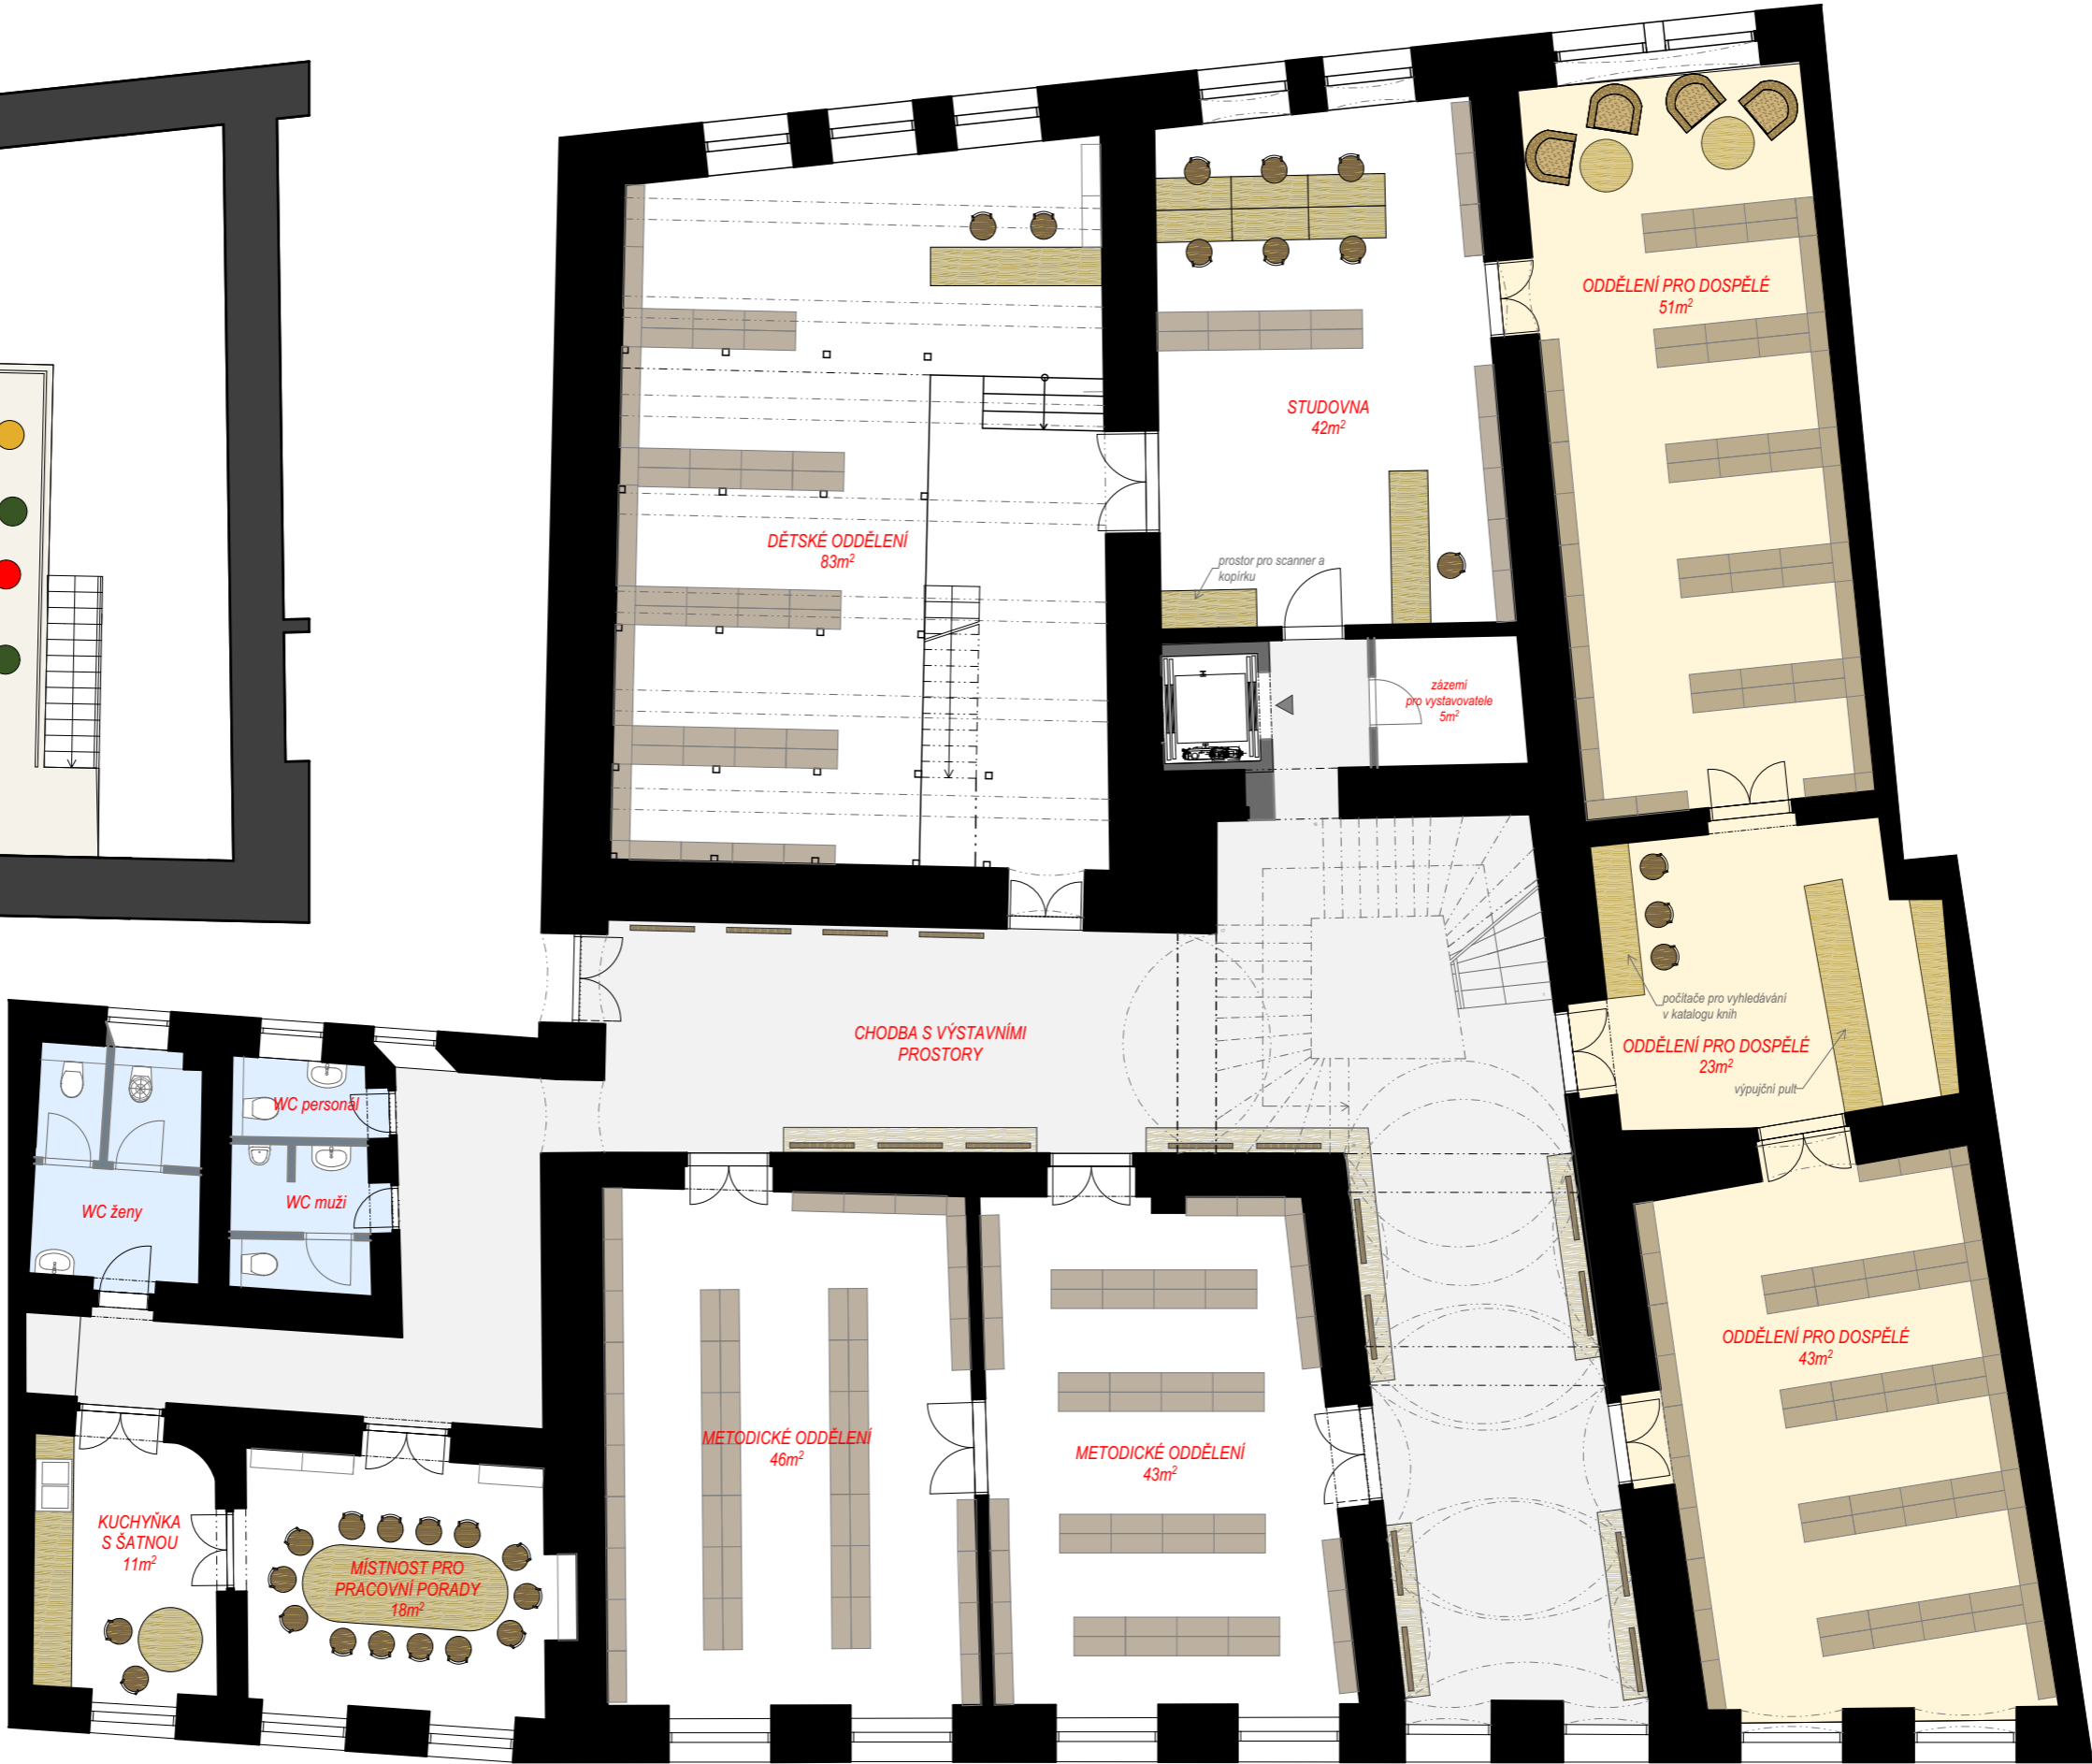 ODDĚLENÍ PRO DOSPĚLÉ
51m²
STUDOVNA
42m²
DĚTSKÉ ODDĚLENÍ
83m²
prostor pro scanner a
kopírku
zázemí
pro vystavovatele
5m²
počítače pro vyhledávání
v katalogu knih
ODDĚLENÍ PRO DOSPĚLÉ
23m²
výpujční pult
CHODBA S VÝSTAVNÍMI
PROSTORY
WC personál
WC muži
WC ženy
ODDĚLENÍ PRO DOSPĚLÉ
43m²
METODICKÉ ODDĚLENÍ
46m²
METODICKÉ ODDĚLENÍ
43m²
KUCHYŇKA
S ŠATNOU
11m²
MÍSTNOST PRO
PRACOVNÍ PORADY
18m²